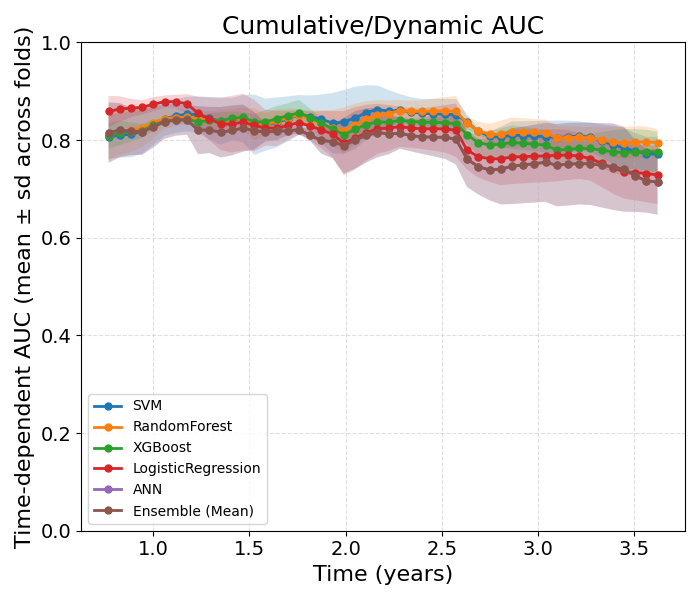 Cumulative/Dynamic AUC
Time-dependent AUC (mean ± sd across folds)
1.0
0.8
0.6
0.4
0.2
0.0
SVM
RandomForest
XGBoost
LogisticRegression
ANN
Ensemble (Mean)
1.0 1.5 2.0 2.5 3.0 3.5
Time (years)